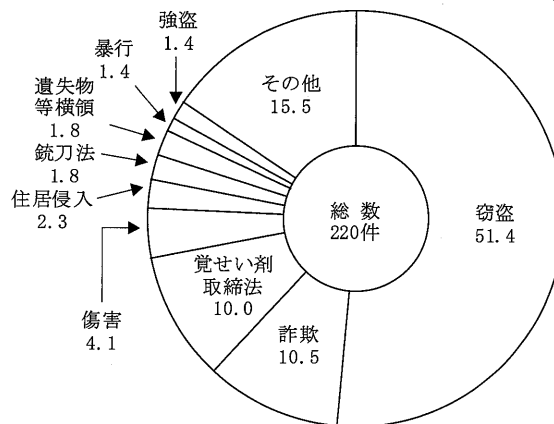 強盗
1.4
暴行
1.4
遺失物
等横領
1.8
銃刀法
1.8
住居侵入
2.3
傷害
4.1
その他
15.5
総数
220件
窃盗
51.4
覚せい剤
取締法
10.0
詐欺
10.5